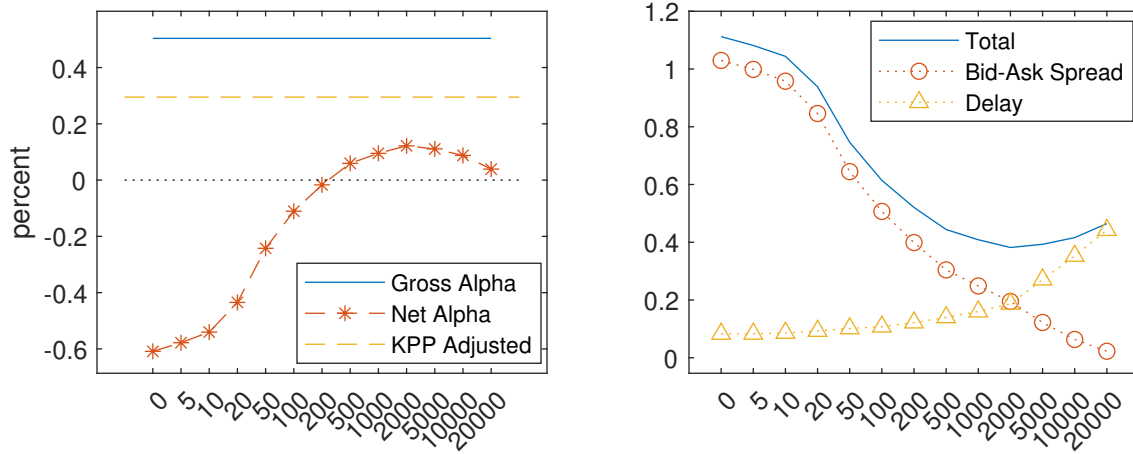 percent
0.4
0.2
0
-0.2
-0.4
-0.6
Gross Alpha
Net Alpha
KPP Adjusted
0 5 10 20 50 100 200 500 1000 2000 5000 10000 20000
1.2
1
0.8
0.6
0.4
0.2
0
Total
Bid-Ask Spread
Delay
0 5 10 20 50 100 200 500 1000 2000 5000 10000 20000